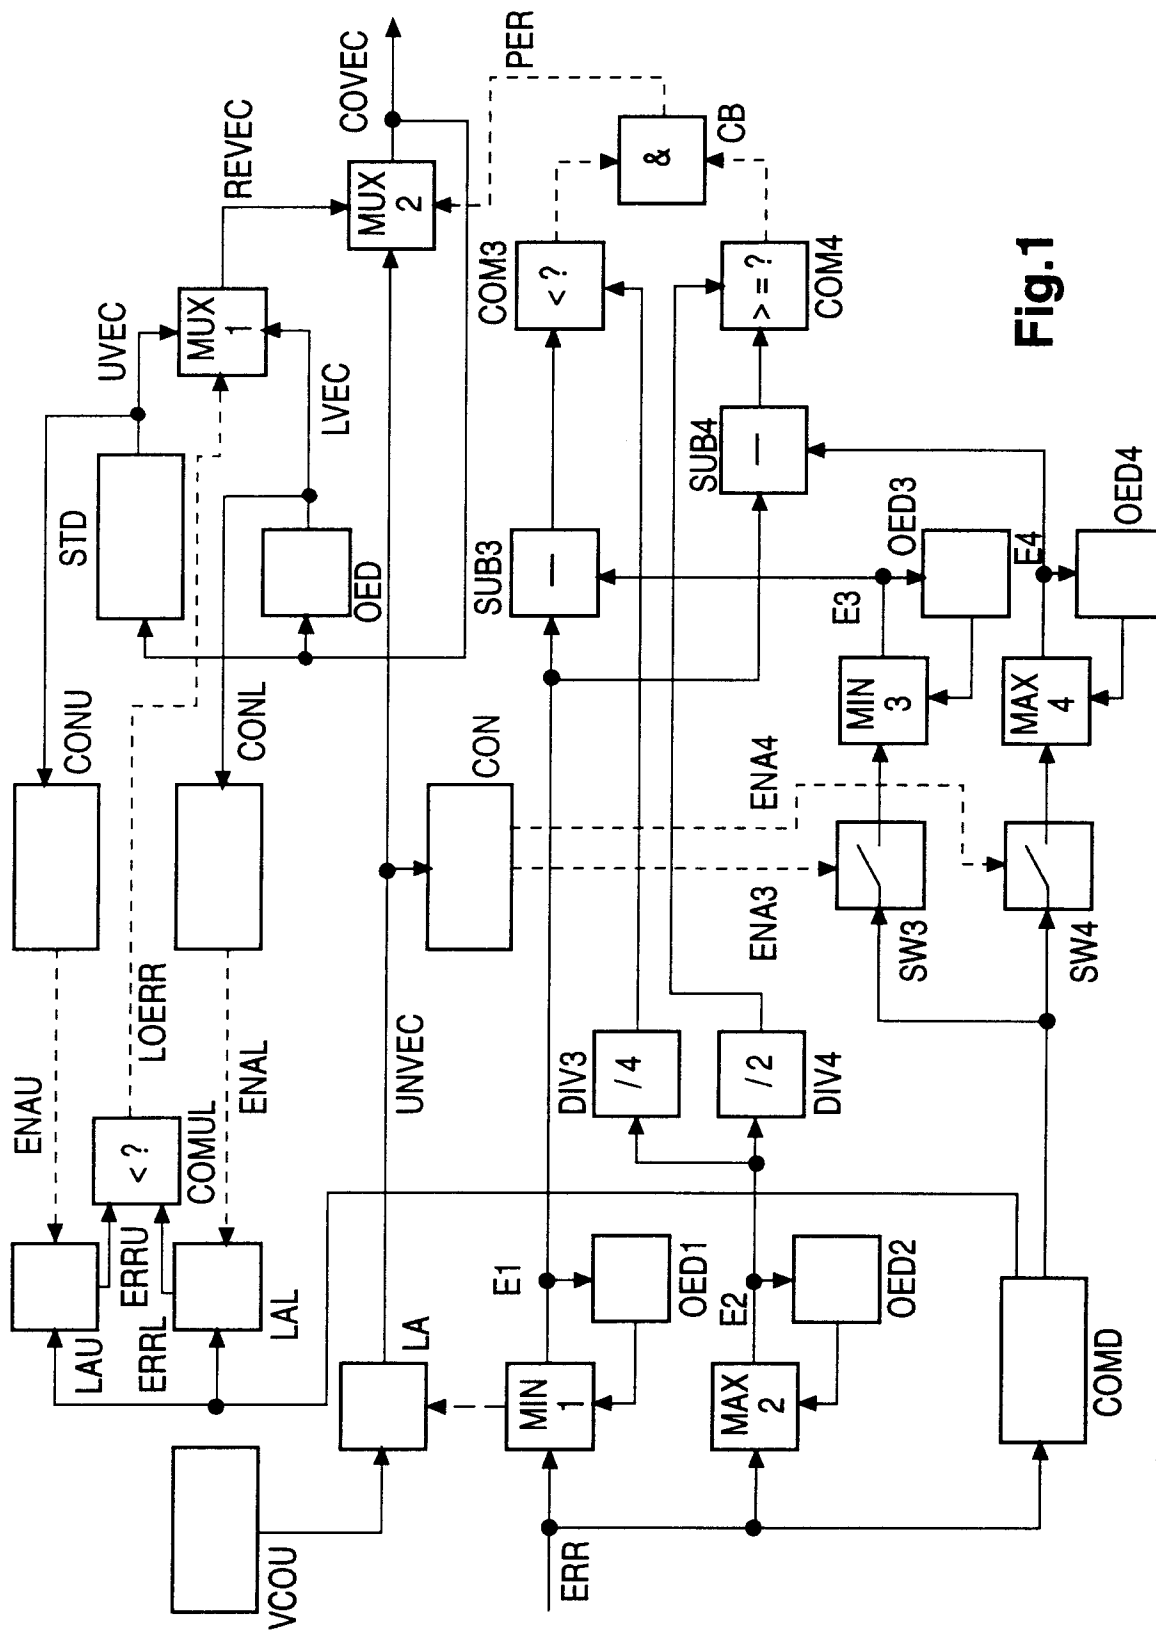 ENAU
CONU
STD
UVEC
REVEC
COVEC
LAU
ERRU
< ?
COMUL
LOERR
MUX
1
MUX
2
ERRL
LAL
ENAL
CONL
OED
LVEC
PER
VCOU
LA
UNVEC
CON
SUB3
–
COM3
< ?
&
CB
ERR
MIN
1
E1
OED1
DIV3
/ 4
MAX
2
E2
OED2
/ 2
DIV4
ENA3
ENA4
SUB4
–
> = ?
COM4
SW3
MIN
3
E3
OED3
SW4
MAX
4
E4
OED4
COMD
Fig.1